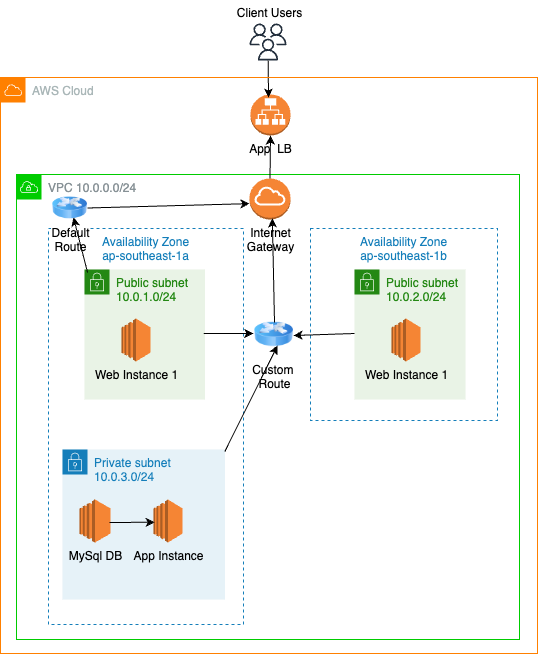 Client Users
AWS Cloud
App LB
VPC 10.0.0.0/24
Default
Route
Internet
Gateway
Availability Zone
ap-southeast-1a
Availability Zone
ap-southeast-1b
Public subnet
10.0.1.0/24
Public subnet
10.0.2.0/24
Web Instance 1
Custom
Route
Web Instance 1
Private subnet
10.0.3.0/24
MySql DB
App Instance